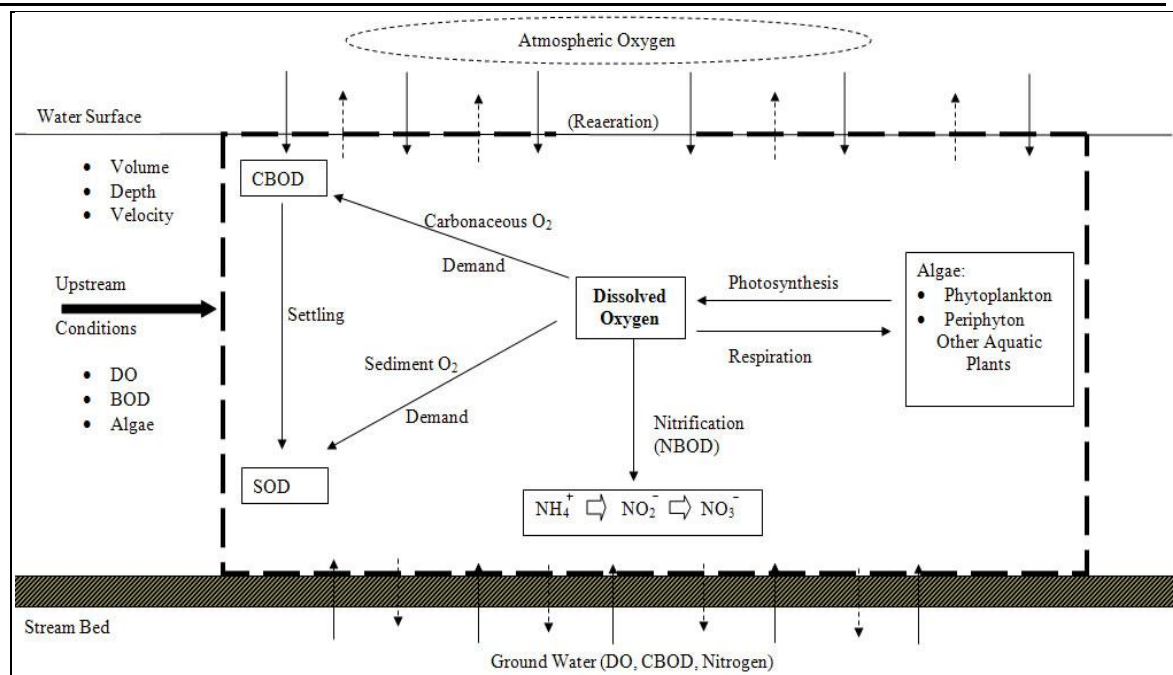 Atmospheric Oxygen
Water Surface
(Reaeration)
• Volume
• Depth
• Velocity
CBOD
Carbonaceous O₂
Demand
Upstream
Conditions
• DO
• BOD
• Algae
Settling
Dissolved
Oxygen
Photosynthesis
Respiration
Algae:
• Phytoplankton
• Periphyton
Other Aquatic
Plants
Sediment O₂
Demand
Nitrification
(NBOD)
SOD
NH₄⁺ ⇨ NO₂⁻ ⇨ NO₃⁻
Stream Bed
Ground Water (DO, CBOD, Nitrogen)